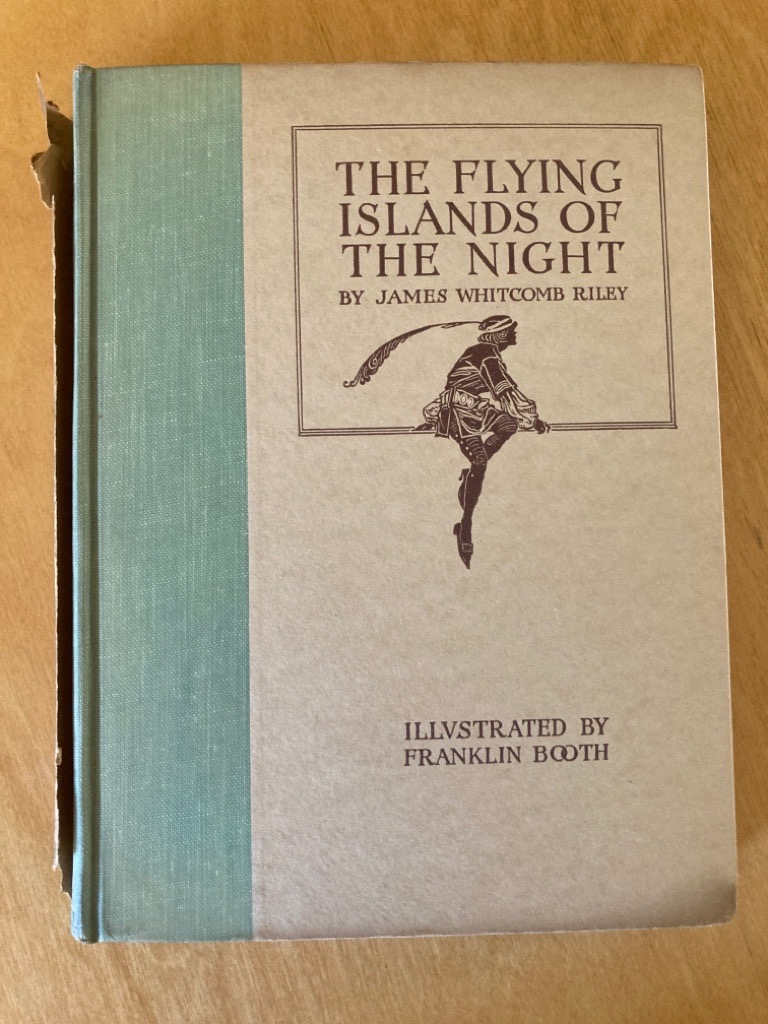 THE FLYING
ISLANDS OF
THE NIGHT
BY JAMES WHITCOMB RILEY
ILLVSTRATED BY
FRANKLIN BOOTH